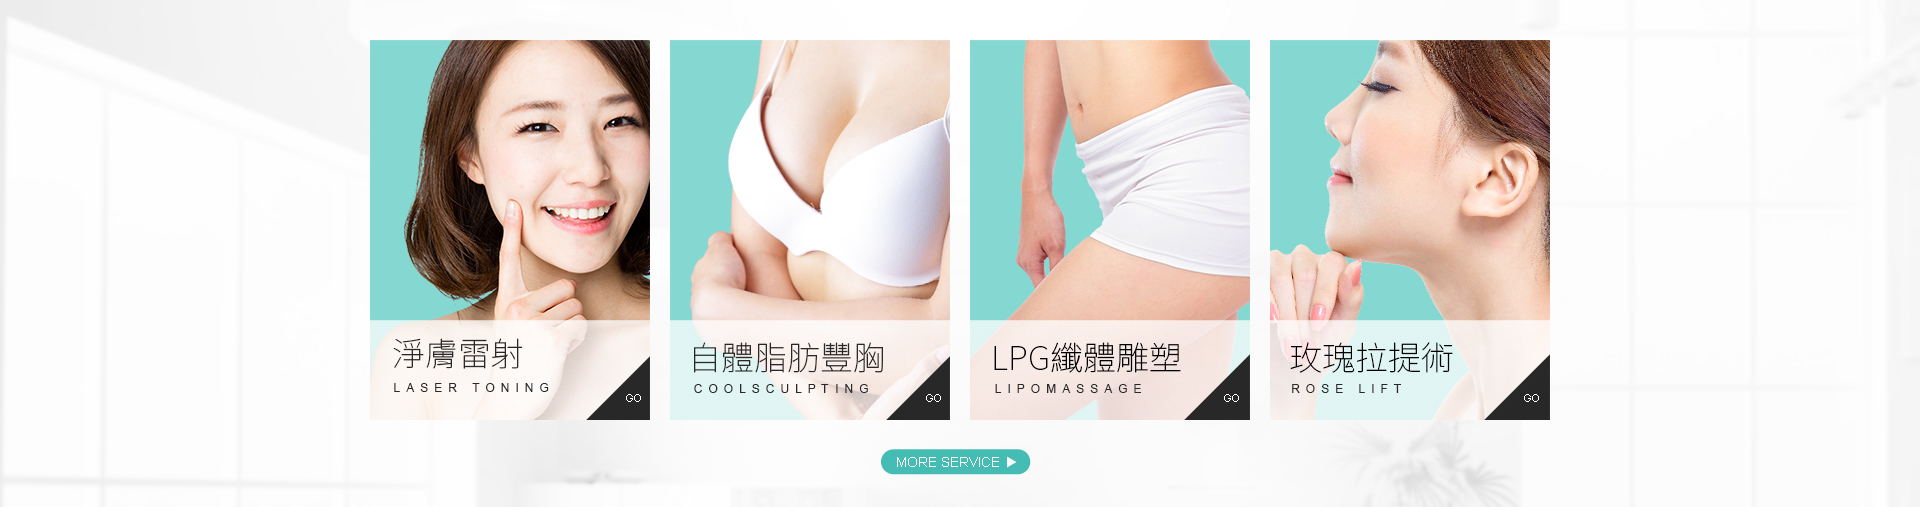 淨膚雷射
LASER TONING
GO
自體脂肪豐胸
COOLSCULPTING
GO
LPG纖體雕塑
LIPOMASSAGE
GO
玫瑰拉提術
ROSE LIFT
GO
MORE SERVICE ▶